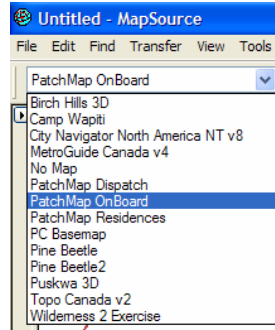 Untitled - MapSource
File Edit Find Transfer View Tools
PatchMap OnBoard
Birch Hills 3D
Camp Wapiti
City Navigator North America NT v8
MetroGuide Canada v4
No Map
PatchMap Dispatch
PatchMap OnBoard
PatchMap Residences
PC Basemap
Pine Beetle
Pine Beetle2
Puskwa 3D
Topo Canada v2
Wilderness 2 Exercise